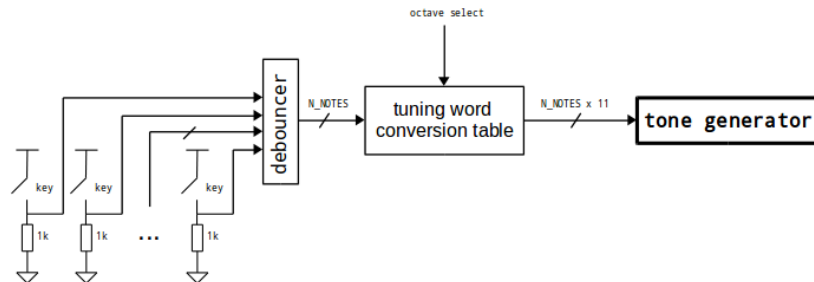 octave select
debouncer
N_NOTES
tuning word
conversion table
N_NOTES x 11
tone generator
key
key
key
1k
1k
...
1k